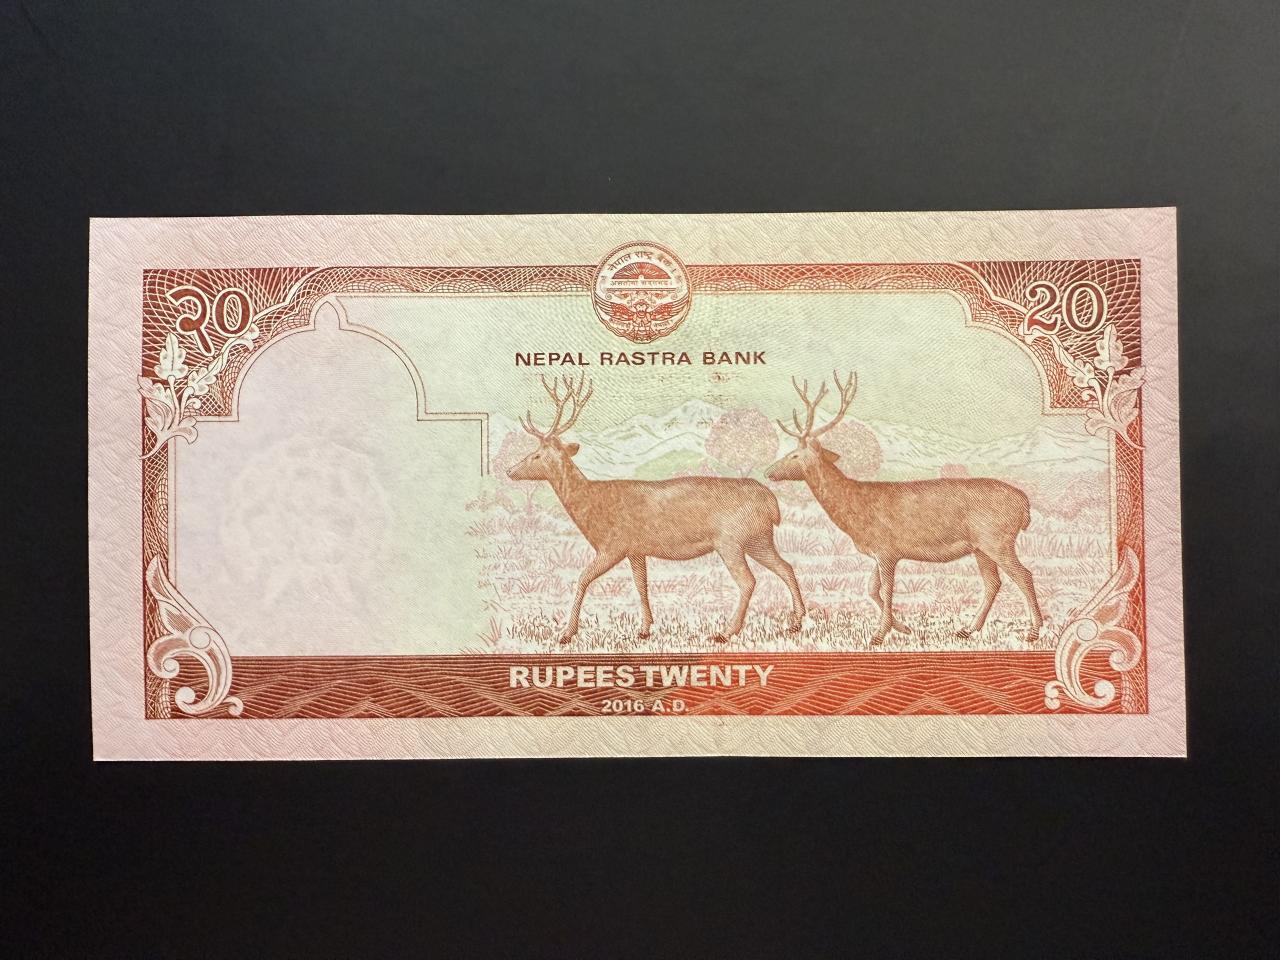 नेपाल राष्ट्र बैंक
२०
20
NEPAL RASTRA BANK
RUPEES TWENTY
2016 A.D.